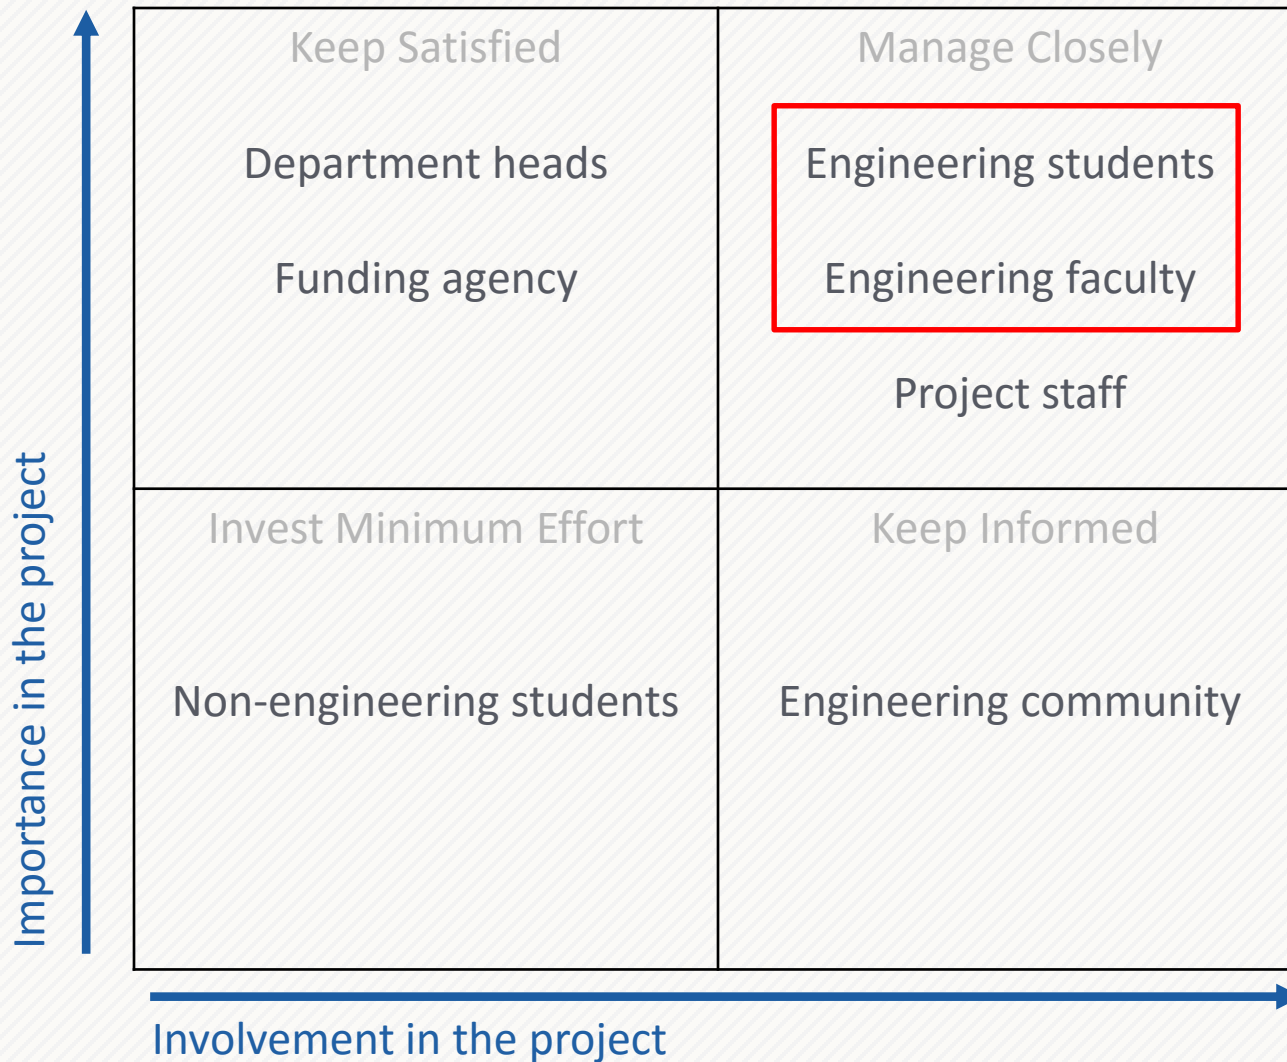 Keep Satisfied
Department heads
Funding agency
Manage Closely
Engineering students
Engineering faculty
Project staff
Invest Minimum Effort
Non-engineering students
Keep Informed
Engineering community
Importance in the project
Involvement in the project